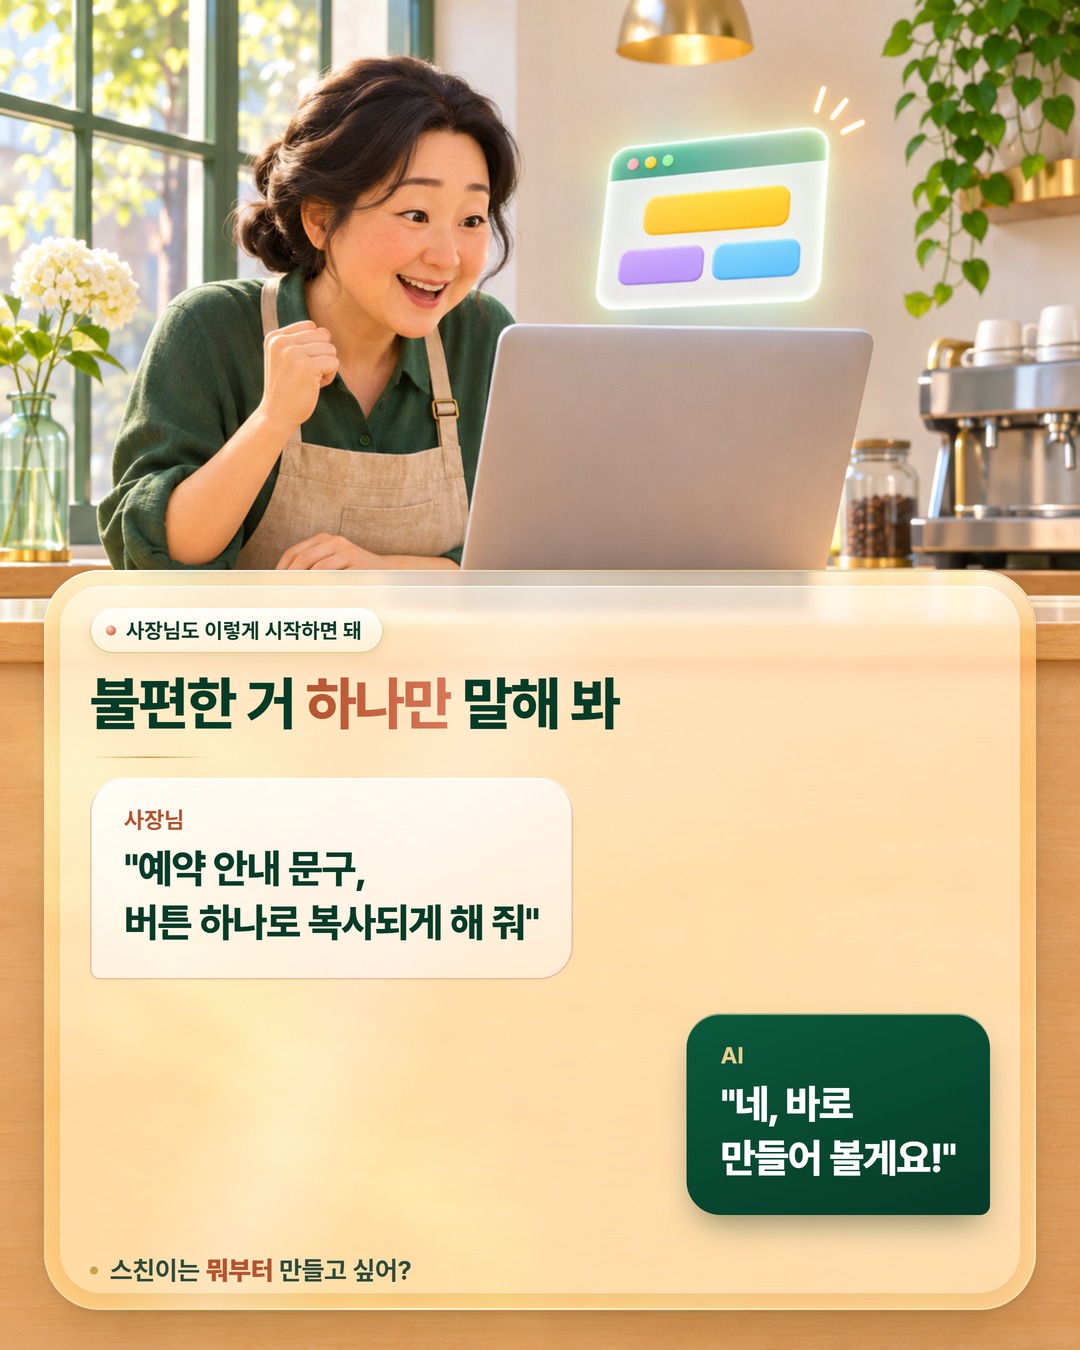 사장님도 이렇게 시작하면 돼
불편한 거 하나만 말해 봐
사장님
"예약 안내 문구,
버튼 하나로 복사되게 해 줘"
AI
"네, 바로
만들어 볼게요!"
스친이는 뭐부터 만들고 싶어?